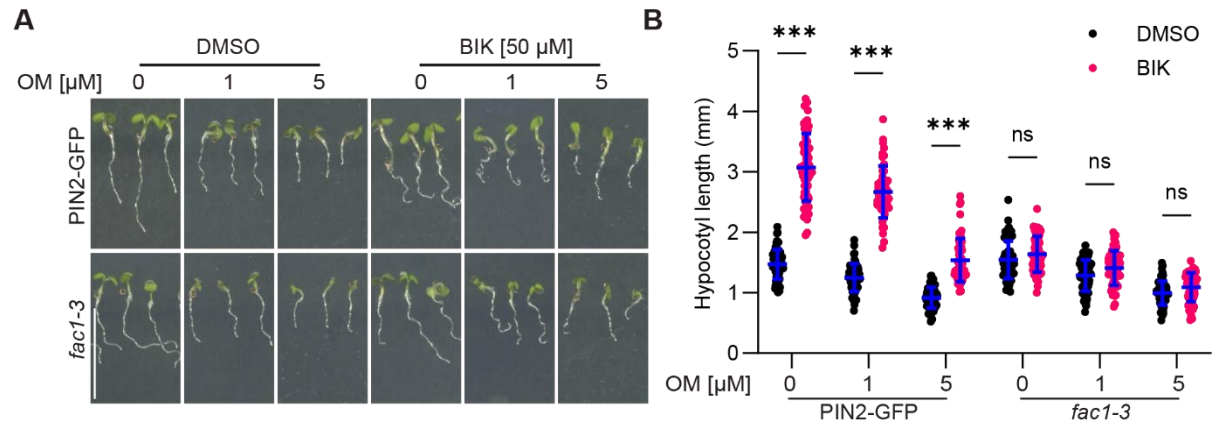 A
DMSO
BIK [50 µM]
OM [µM]
0
1
5
0
1
5
PIN2-GFP
fac1-3
B
DMSO
BIK
Hypocotyl length (mm)
5
4
3
2
1
0
***
***
***
ns
ns
ns
OM [µM]
0
1
5
0
1
5
PIN2-GFP
fac1-3